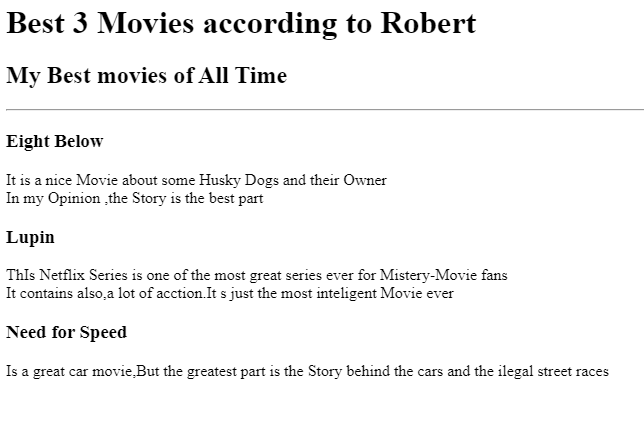 Best 3 Movies according to Robert
My Best movies of All Time
Eight Below
It is a nice Movie about some Husky Dogs and their Owner
In my Opinion ,the Story is the best part
Lupin
ThIs Netflix Series is one of the most great series ever for Mistery-Movie fans
It contains also,a lot of acction.It s just the most inteligent Movie ever
Need for Speed
Is a great car movie,But the greatest part is the Story behind the cars and the ilegal street races